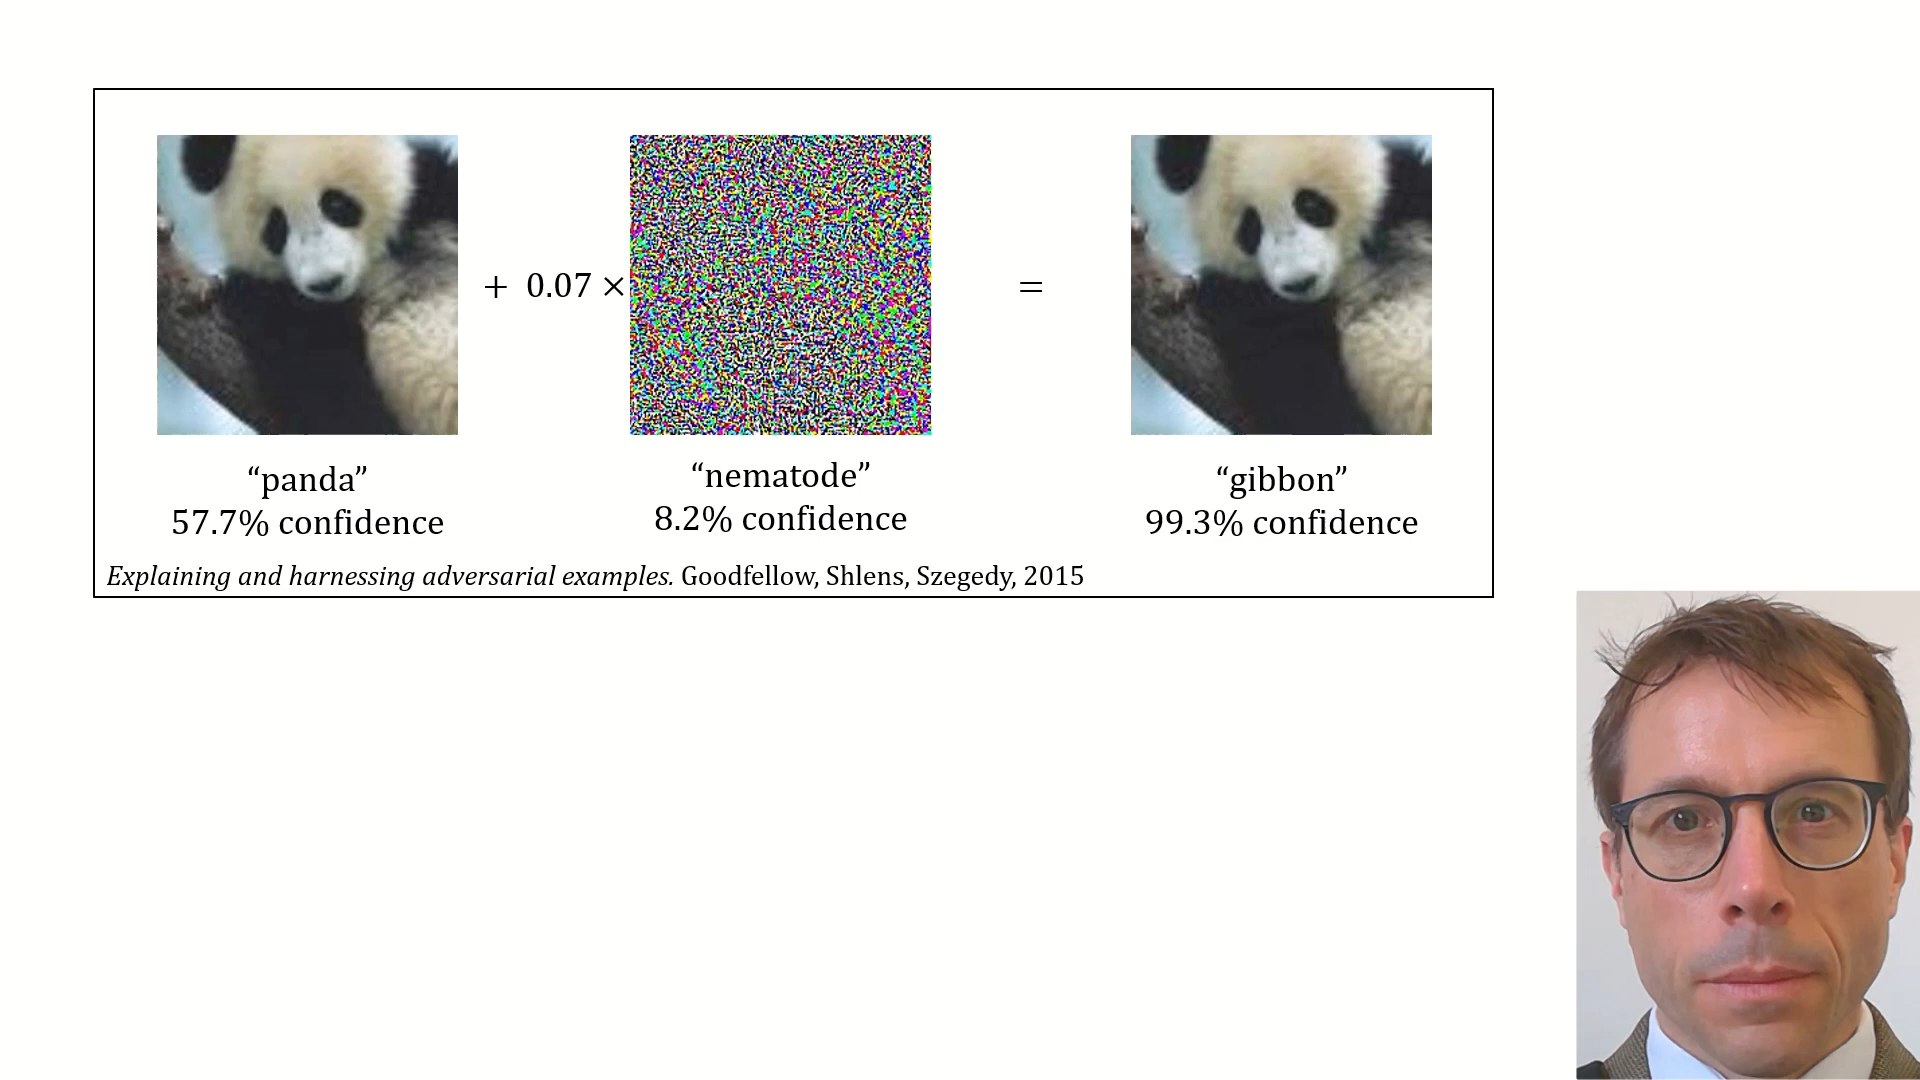 + 0.07 ×
=
“panda”
57.7% confidence
“nematode”
8.2% confidence
“gibbon”
99.3% confidence
Explaining and harnessing adversarial examples. Goodfellow, Shlens, Szegedy, 2015